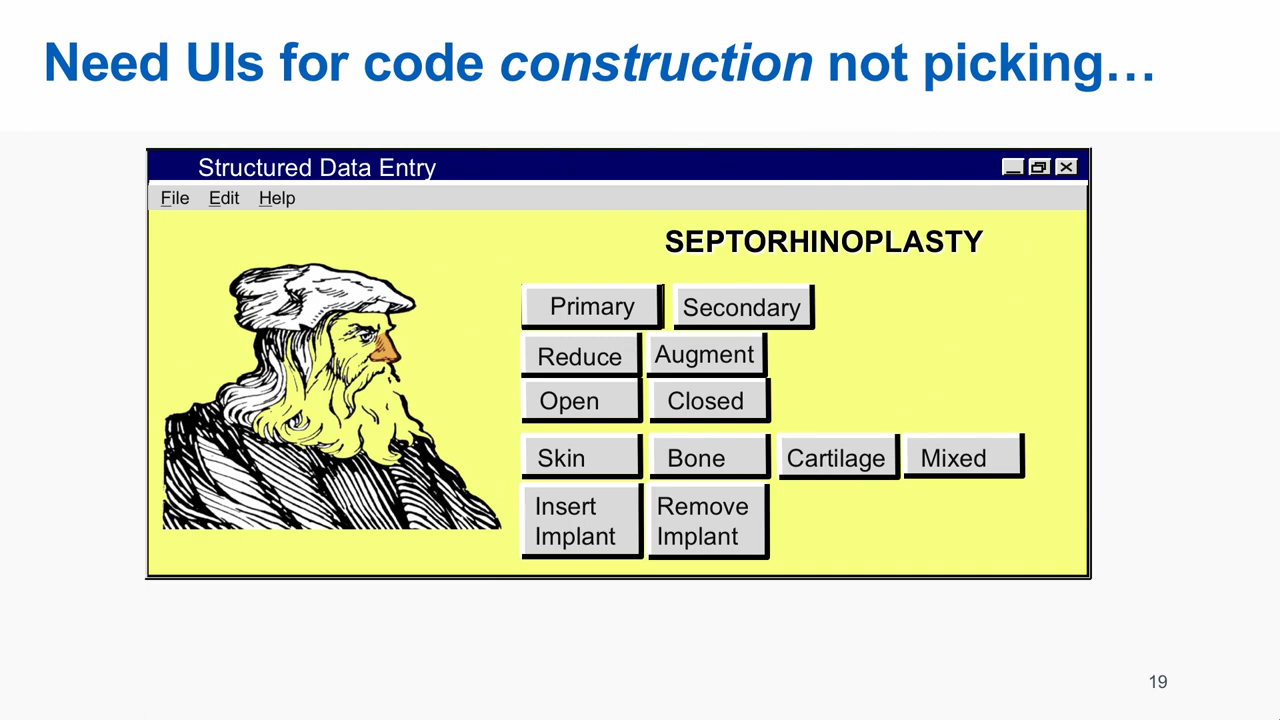 Need UIs for code construction not picking…
Structured Data Entry
File Edit Help
SEPTORHINOPLASTY
Primary Secondary
Reduce Augment
Open Closed
Skin Bone Cartilage Mixed
Insert Remove
Implant Implant
19